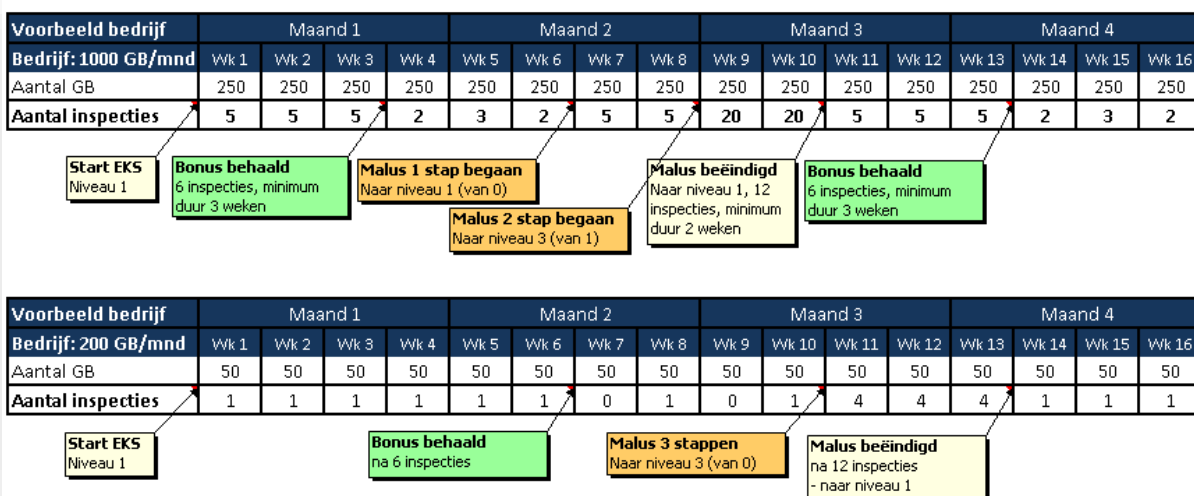 Voorbeeld bedrijf Maand 1 Maand 2 Maand 3 Maand 4
Bedrijf: 1000 GB/mnd Wk 1 Wk 2 Wk 3 Wk 4 Wk 5 Wk 6 Wk 7 Wk 8 Wk 9 Wk 10 Wk 11 Wk 12 Wk 13 Wk 14 Wk 15 Wk 16
Aantal GB 250 250 250 250 250 250 250 250 250 250 250 250 250 250 250 250
Aantal inspecties 5 5 5 2 3 2 5 5 20 20 5 5 5 2 3 2
Start EKS
Niveau 1
Bonus behaald
6 inspecties, minimum
duur 3 weken
Malus 1 stap begaan
Naar niveau 1 (van 0)
Malus 2 stap begaan
Naar niveau 3 (van 1)
Malus beëindigd
Naar niveau 1, 12
inspecties, minimum
duur 2 weken
Bonus behaald
6 inspecties, minimum
duur 3 weken
Voorbeeld bedrijf Maand 1 Maand 2 Maand 3 Maand 4
Bedrijf: 200 GB/mnd Wk 1 Wk 2 Wk 3 Wk 4 Wk 5 Wk 6 Wk 7 Wk 8 Wk 9 Wk 10 Wk 11 Wk 12 Wk 13 Wk 14 Wk 15 Wk 16
Aantal GB 50 50 50 50 50 50 50 50 50 50 50 50 50 50 50 50
Aantal inspecties 1 1 1 1 1 1 0 1 0 1 4 4 4 1 1 1
Start EKS
Niveau 1
Bonus behaald
na 6 inspecties
Malus 3 stappen
Naar niveau 3 (van 0)
Malus beëindigd
na 12 inspecties
- naar niveau 1